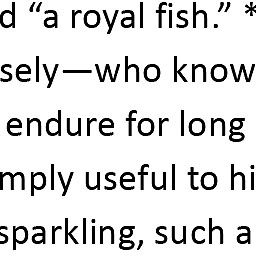 d “a royal fish.” *
sely—who know
endure for long
mply useful to hi
sparkling, such a